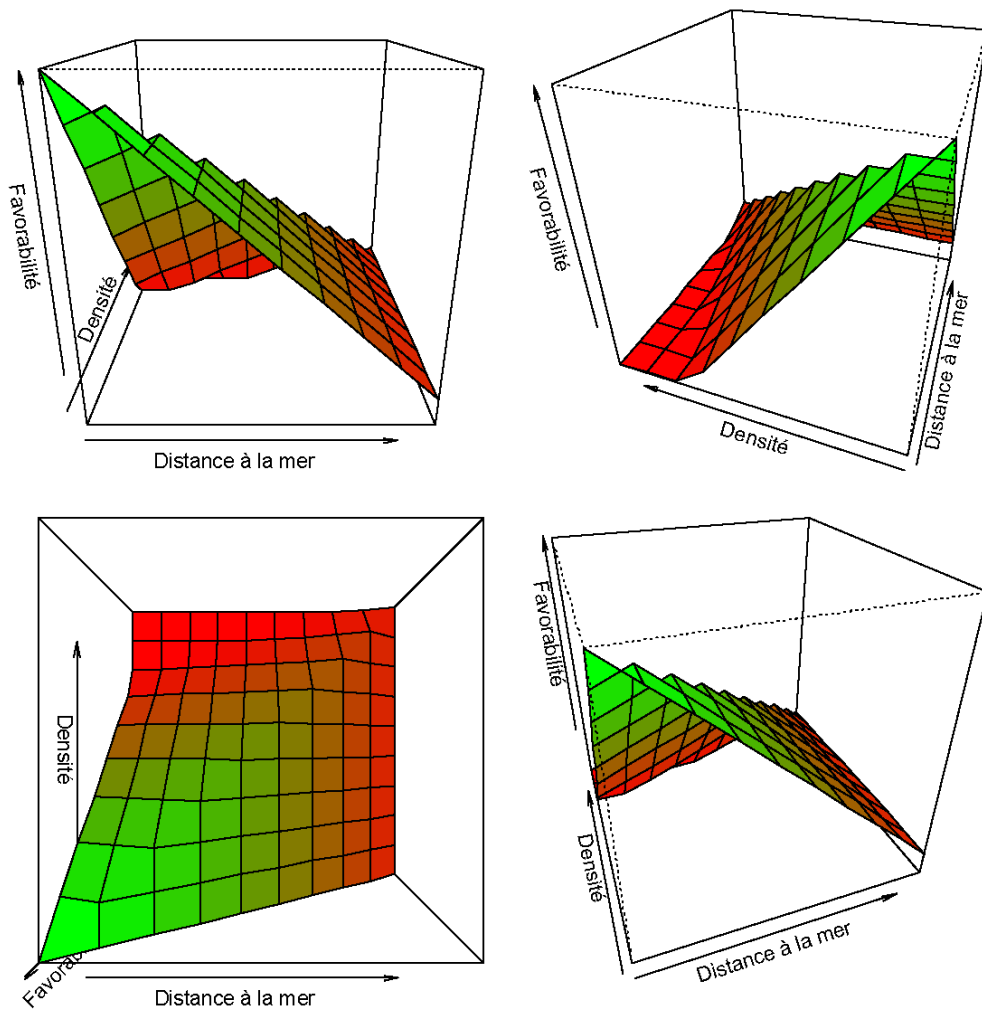 Favorabilité
Densité
Distance à la mer
Favorabilité
Densité
Distance à la mer
Densité
Favorab
Distance à la mer
Favorabilité
Densité
Distance à la mer